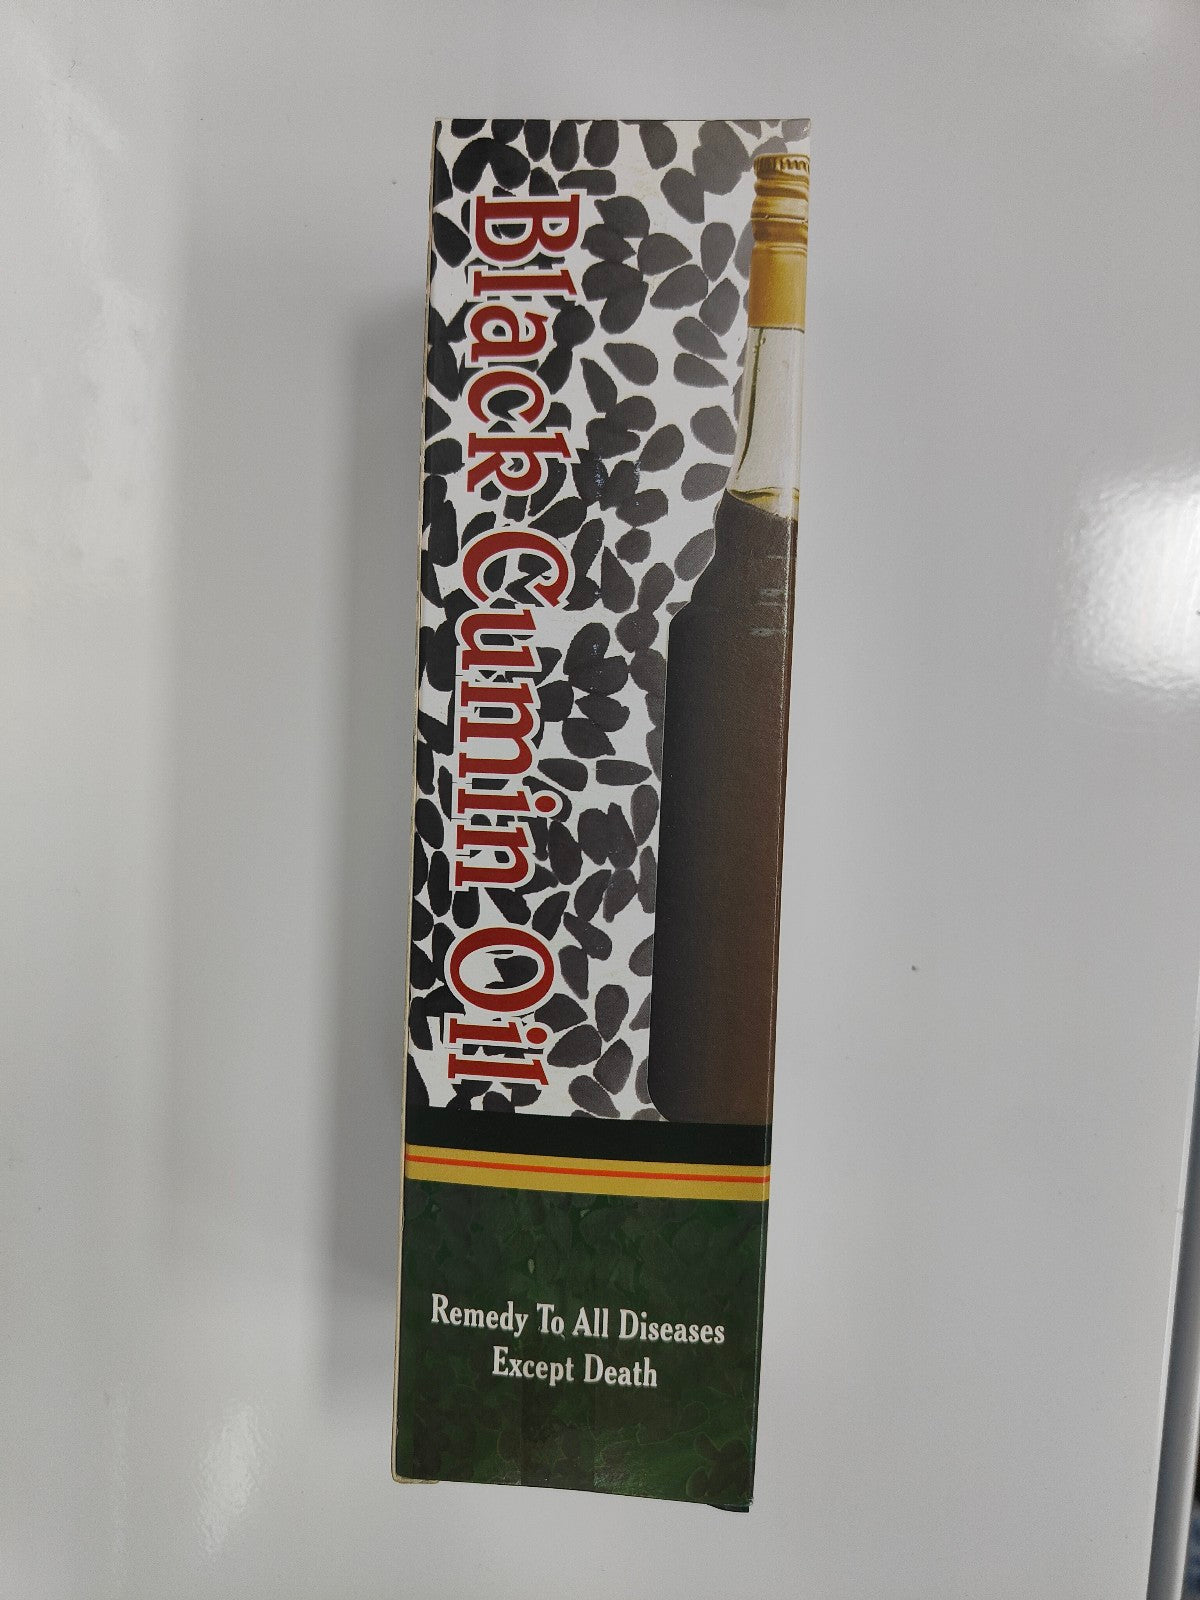 Black Cumin Oil
Remedy To All Diseases
Except Death